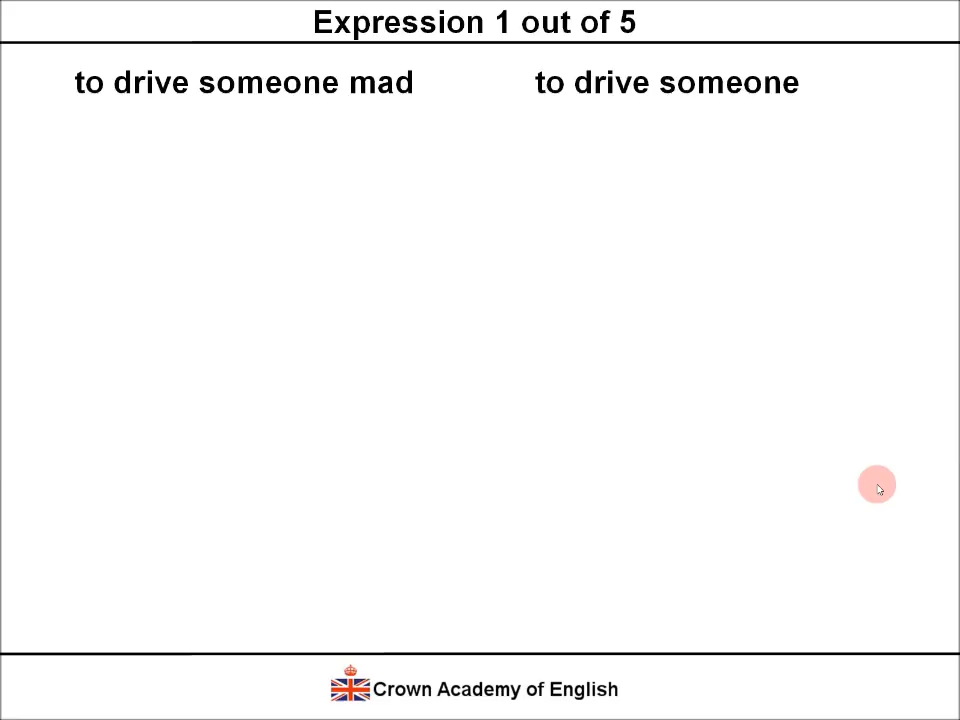 Expression 1 out of 5
to drive someone mad
to drive someone
Crown Academy of English